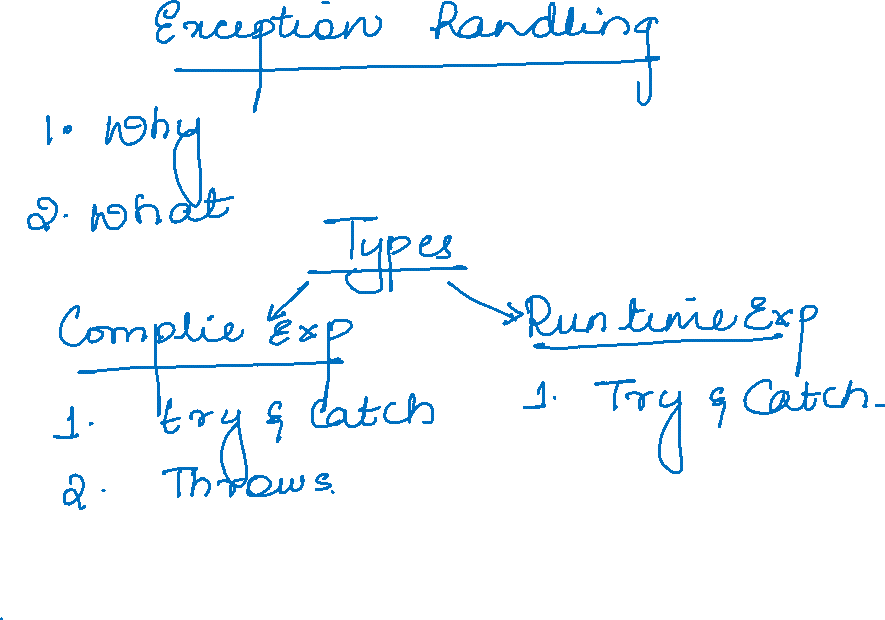 Exception Handling
1. Why
2. What
Types
Complie Exp
1. try & Catch
2. Throws.
Runtime Exp
1. Try & Catch.